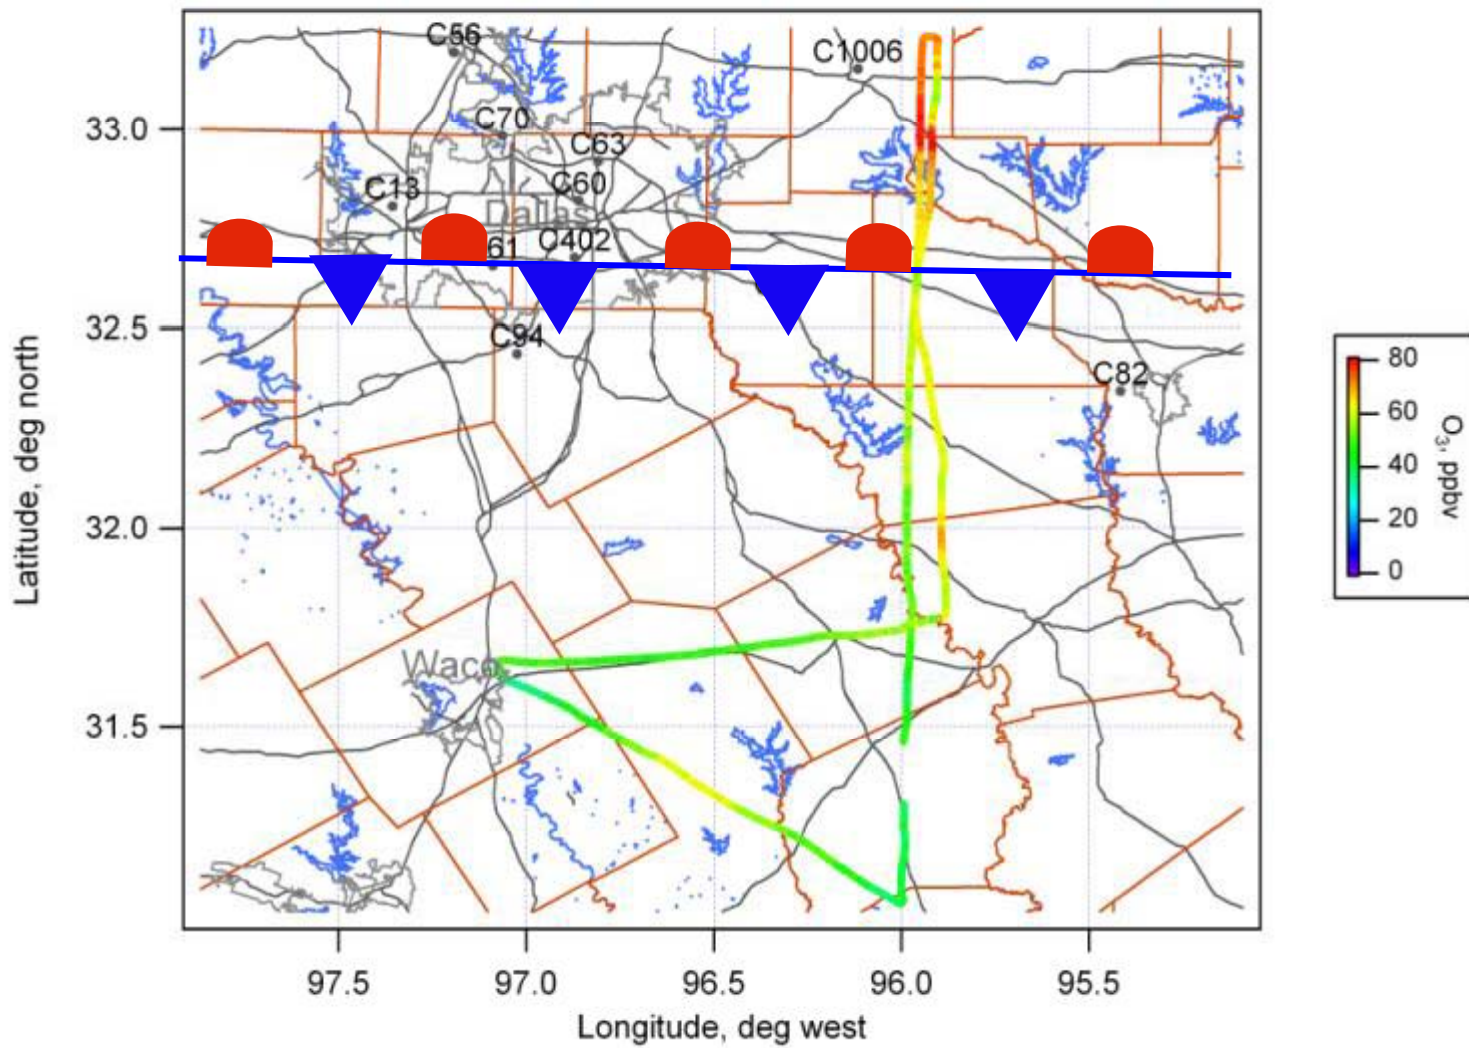 C56
C1006
33.0
C70
C63
C13
C60
Dallas
61
C402
32.5
C94
C82
32.0
Waco
31.5
97.5 97.0 96.5 96.0 95.5
Longitude, deg west
Latitude, deg north
80
60
40
20
0
O3, ppbv